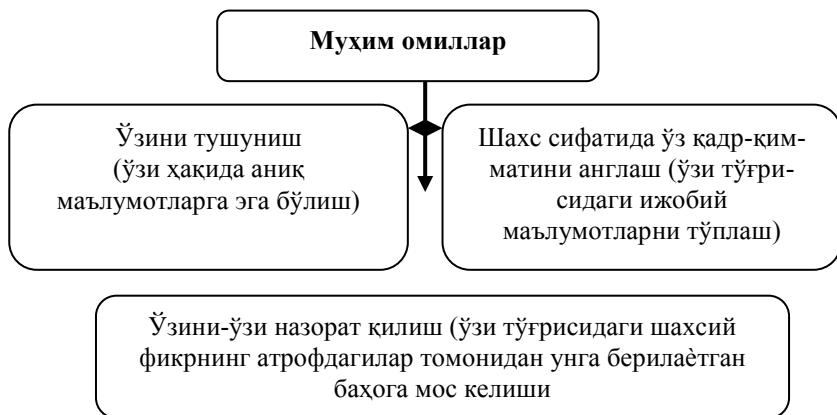 Муҳим омиллар
Ўзини тушуниш
(ўзи ҳақида аниқ
маълумотларга эга бўлиш)
Шахс сифатида ўз қадр-қим-
матини англаш (ўзи тўғри-
сидаги ижобий
маълумотларни тўплаш)
Ўзини-ўзи назорат қилиш (ўзи тўғрисидаги шахсий
фикрнинг атрофдагилар томонидан унга берилаѐтган
баҳога мос келиши